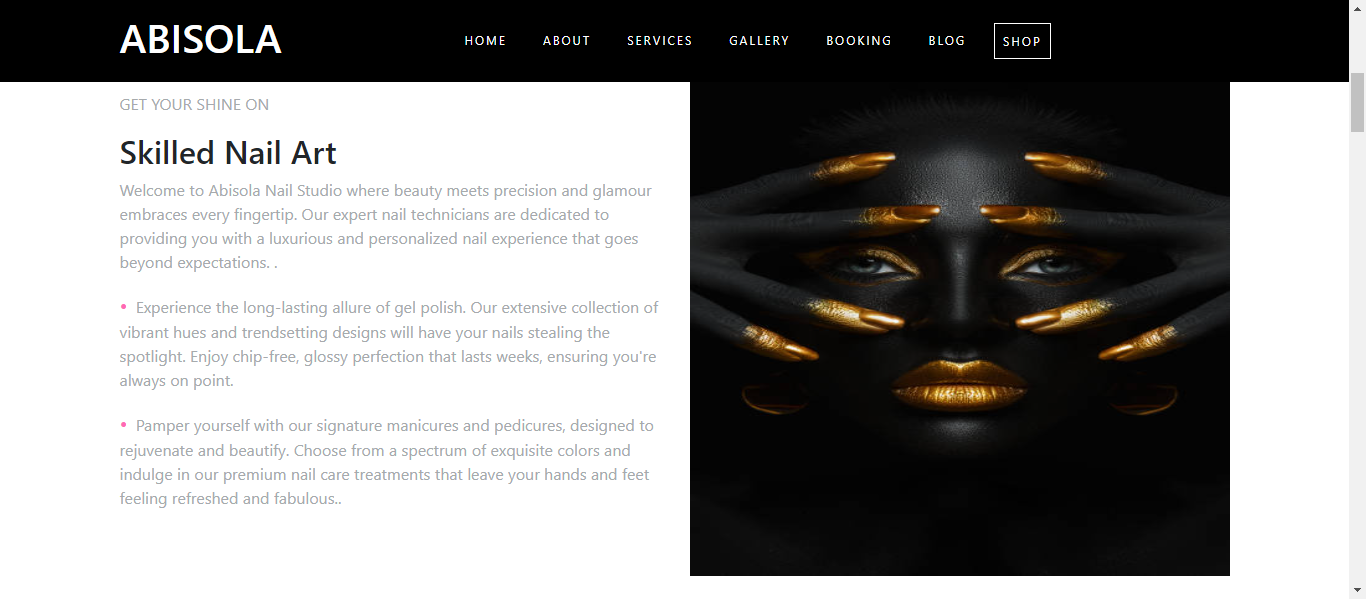 ABISOLA
HOME ABOUT SERVICES GALLERY BOOKING BLOG SHOP
GET YOUR SHINE ON
Skilled Nail Art
Welcome to Abisola Nail Studio where beauty meets precision and glamour
embraces every fingertip. Our expert nail technicians are dedicated to
providing you with a luxurious and personalized nail experience that goes
beyond expectations. .
• Experience the long-lasting allure of gel polish. Our extensive collection of
vibrant hues and trendsetting designs will have your nails stealing the
spotlight. Enjoy chip-free, glossy perfection that lasts weeks, ensuring you're
always on point.
• Pamper yourself with our signature manicures and pedicures, designed to
rejuvenate and beautify. Choose from a spectrum of exquisite colors and
indulge in our premium nail care treatments that leave your hands and feet
feeling refreshed and fabulous..